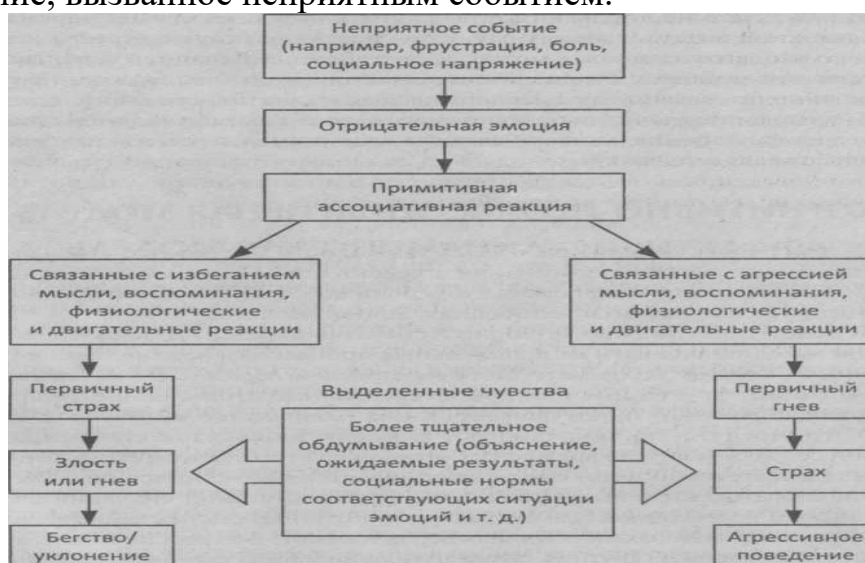 ние, вызванное неприятным событием.
Неприятное событие
(например, фрустрация, боль,
социальное напряжение)
Отрицательная эмоция
Примитивная
ассоциативная реакция
Связанные с избеганием
мысли, воспоминания,
физиологические
и двигательные реакции
Связанные с агрессией
мысли, воспоминания,
физиологические
и двигательные реакции
Первичный
страх
Выделенные чувства
Первичный
гнев
Более тщательное
обдумывание (объяснение,
ожидаемые результаты,
социальные нормы
соответствующих ситуации
эмоций и т. д.)
Злость
или гнев
Страх
Бегство/
уклонение
Агрессивное
поведение